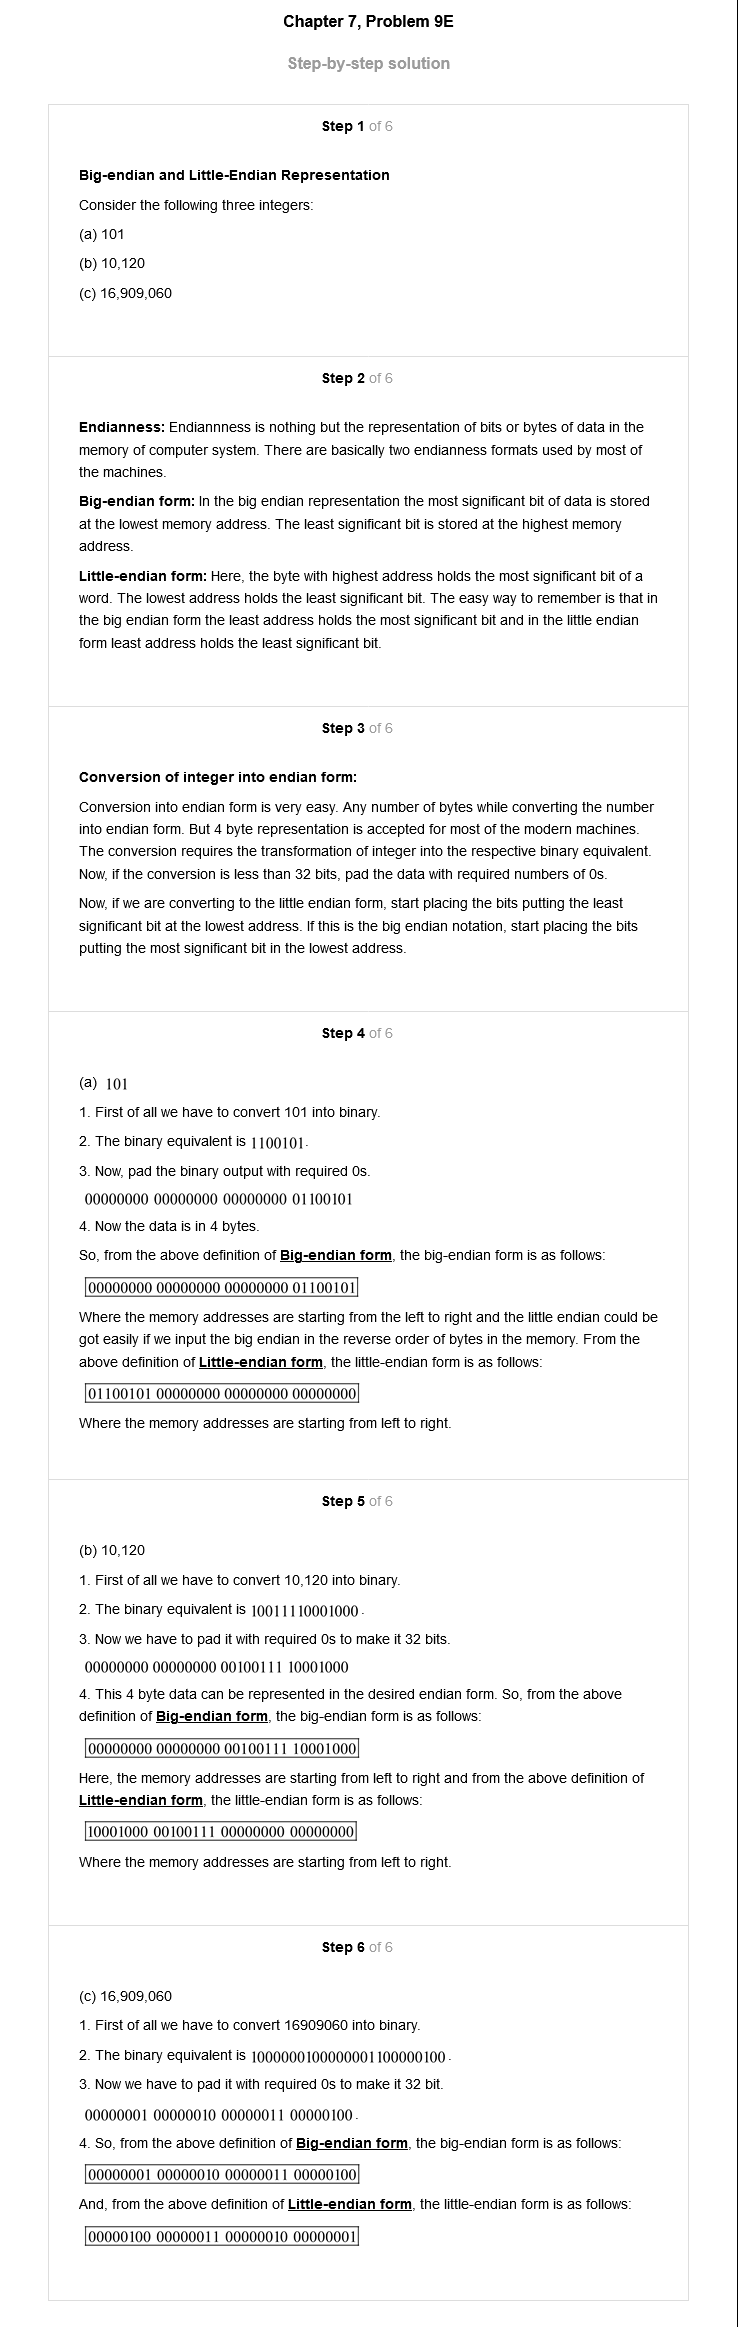 Chapter 7, Problem 9E
Step-by-step solution
Step 1 of 6
Big-endian and Little-Endian Representation
Consider the following three integers:
(a) 101
(b) 10,120
(c) 16,909,060
Step 2 of 6
Endianness: Endiannness is nothing but the representation of bits or bytes of data in the
memory of computer system. There are basically two endianness formats used by most of
the machines.
Big-endian form: In the big endian representation the most significant bit of data is stored
at the lowest memory address. The least significant bit is stored at the highest memory
address.
Little-endian form: Here, the byte with highest address holds the most significant bit of a
word. The lowest address holds the least significant bit. The easy way to remember is that in
the big endian form the least address holds the most significant bit and in the little endian
form least address holds the least significant bit.
Step 3 of 6
Conversion of integer into endian form:
Conversion into endian form is very easy. Any number of bytes while converting the number
into endian form. But 4 byte representation is accepted for most of the modern machines.
The conversion requires the transformation of integer into the respective binary equivalent.
Now, if the conversion is less than 32 bits, pad the data with required numbers of 0s.
Now, if we are converting to the little endian form, start placing the bits putting the least
significant bit at the lowest address. If this is the big endian notation, start placing the bits
putting the most significant bit in the lowest address.
Step 4 of 6
(a) 101
1. First of all we have to convert 101 into binary.
2. The binary equivalent is 1100101.
3. Now, pad the binary output with required 0s.
00000000 00000000 00000000 01100101
4. Now the data is in 4 bytes.
So, from the above definition of Big-endian form, the big-endian form is as follows:
00000000 00000000 00000000 01100101
Where the memory addresses are starting from the left to right and the little endian could be
got easily if we input the big endian in the reverse order of bytes in the memory. From the
above definition of Little-endian form, the little-endian form is as follows:
01100101 00000000 00000000 00000000
Where the memory addresses are starting from left to right.
Step 5 of 6
(b) 10,120
1. First of all we have to convert 10,120 into binary.
2. The binary equivalent is 10011110001000.
3. Now we have to pad it with required 0s to make it 32 bits.
00000000 00000000 00100111 10001000
4. This 4 byte data can be represented in the desired endian form. So, from the above
definition of Big-endian form, the big-endian form is as follows:
00000000 00000000 00100111 10001000
Here, the memory addresses are starting from left to right and from the above definition of
Little-endian form, the little-endian form is as follows:
10001000 00100111 00000000 00000000
Where the memory addresses are starting from left to right.
Step 6 of 6
(c) 16,909,060
1. First of all we have to convert 16909060 into binary.
2. The binary equivalent is 1000000100000001100000100.
3. Now we have to pad it with required 0s to make it 32 bit.
00000001 00000010 00000011 00000100.
4. So, from the above definition of Big-endian form, the big-endian form is as follows:
00000001 00000010 00000011 00000100
And, from the above definition of Little-endian form, the little-endian form is as follows:
00000100 00000011 00000010 00000001